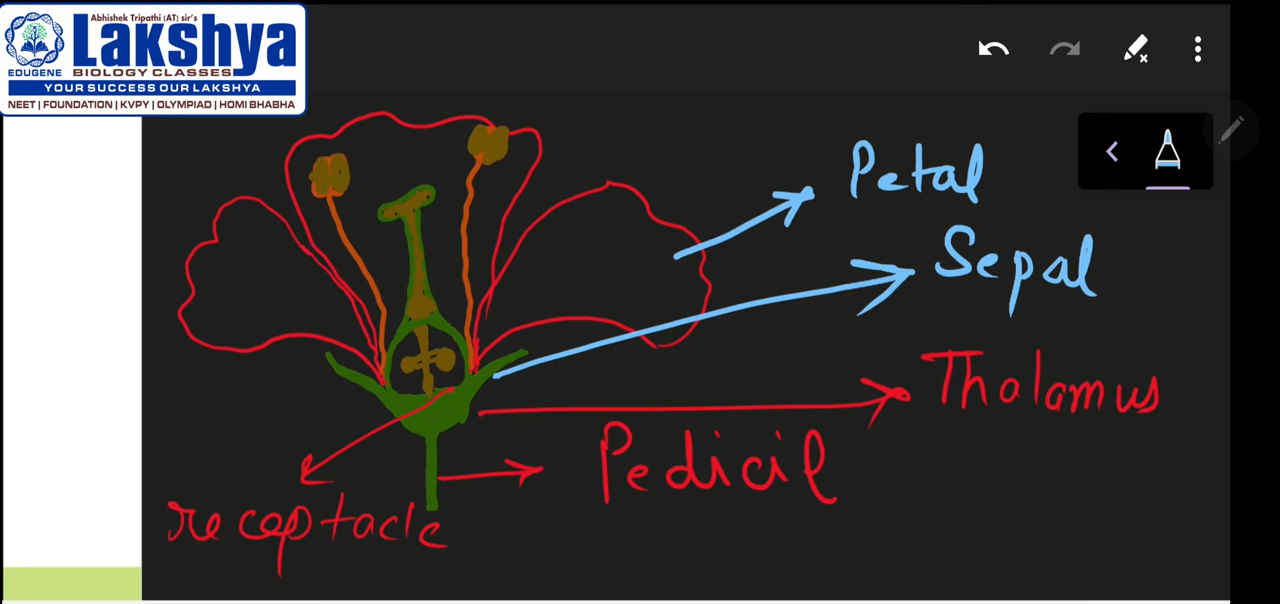 Abhishek Tripathi (AT) sir's
Lakshya
EDUGENE
BIOLOGY CLASSES
YOUR SUCCESS OUR LAKSHYA
NEET | FOUNDATION | KVPY | OLYMPIAD | HOMI BHABHA
Petal
Sepal
Thalamus
Pedicil
receptacle